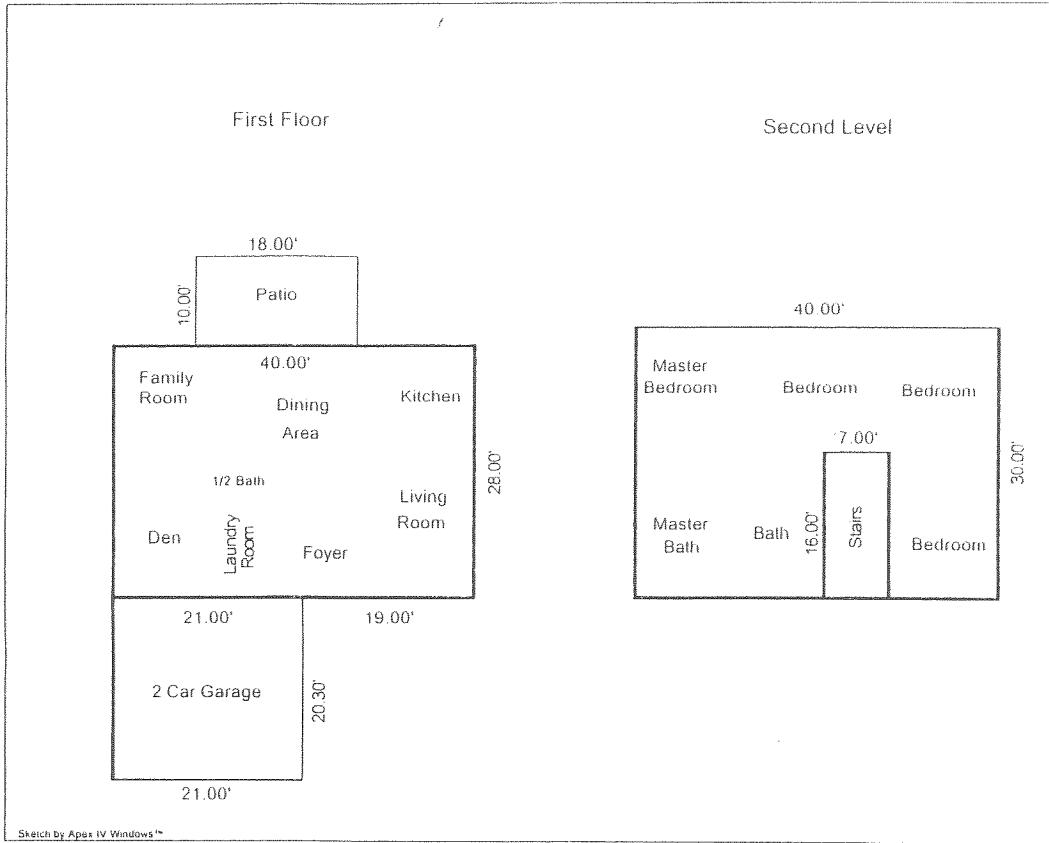 First Floor
Second Level
18.00'
10.00'
Patio
40.00'
Family
Room
Dining
Area
Kitchen
28.00'
1/2 Bath
Living
Room
Den
Laundry
Room
Foyer
21.00'
19.00'
2 Car Garage
20.30'
21.00'
40.00'
Master
Bedroom
Bedroom
Bedroom
7.00'
30.00'
Master
Bath
Bath
16.00'
Stairs
Bedroom
Sketch by Apex IV Windows™